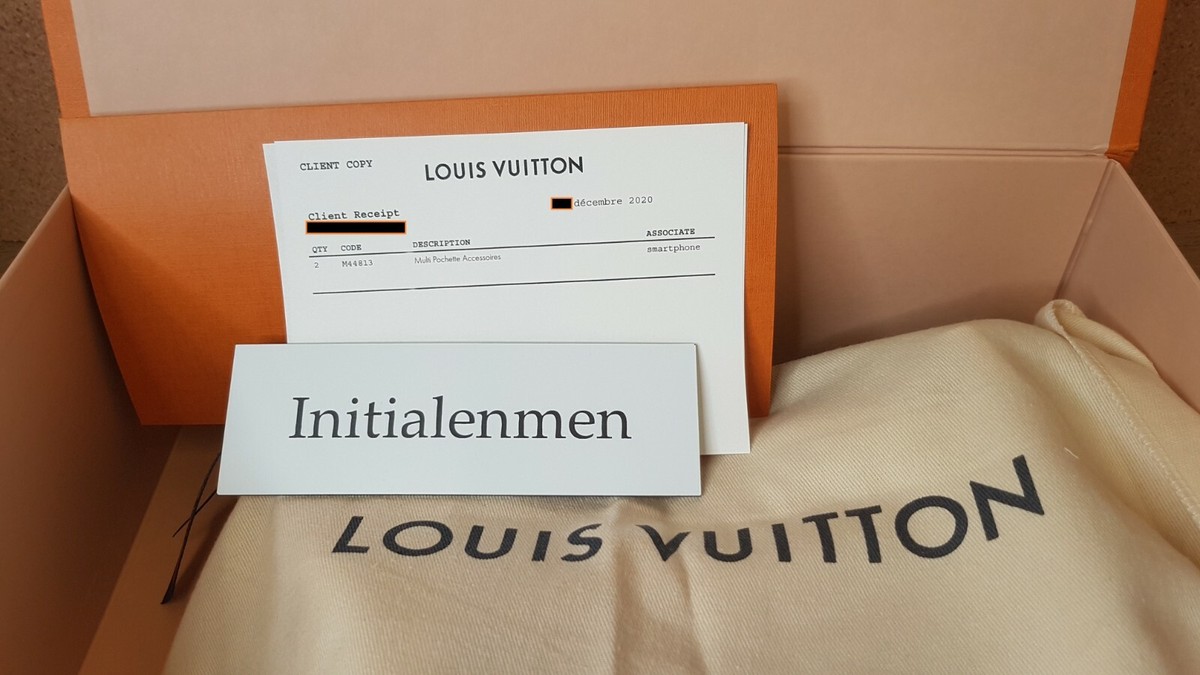 CLIENT COPY
LOUIS VUITTON
décembre 2020
Client Receipt
QTY CODE DESCRIPTION ASSOCIATE
2 M44813 Multi Pochette Accessoires smartphone
Initialenmen
LOUIS VUITTON